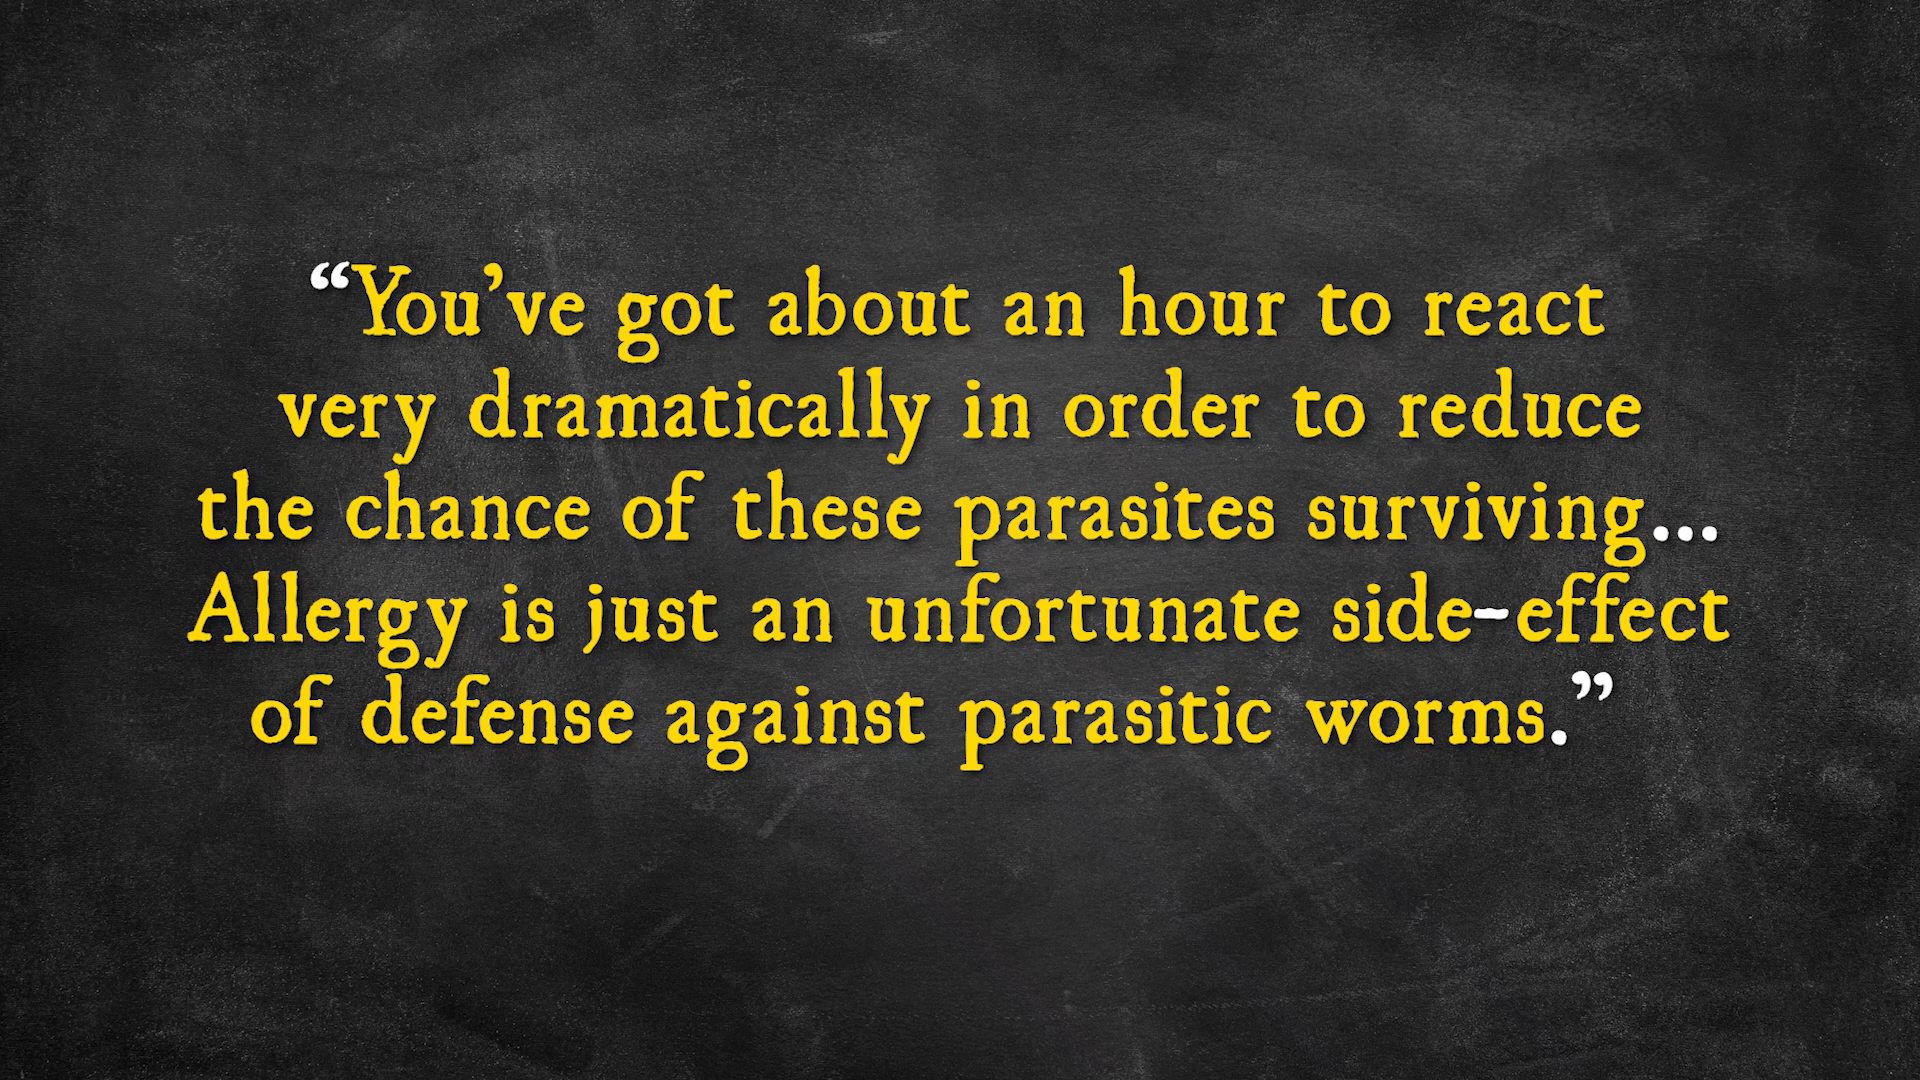 “You’ve got about an hour to react
very dramatically in order to reduce
the chance of these parasites surviving...
Allergy is just an unfortunate side-effect
of defense against parasitic worms.”